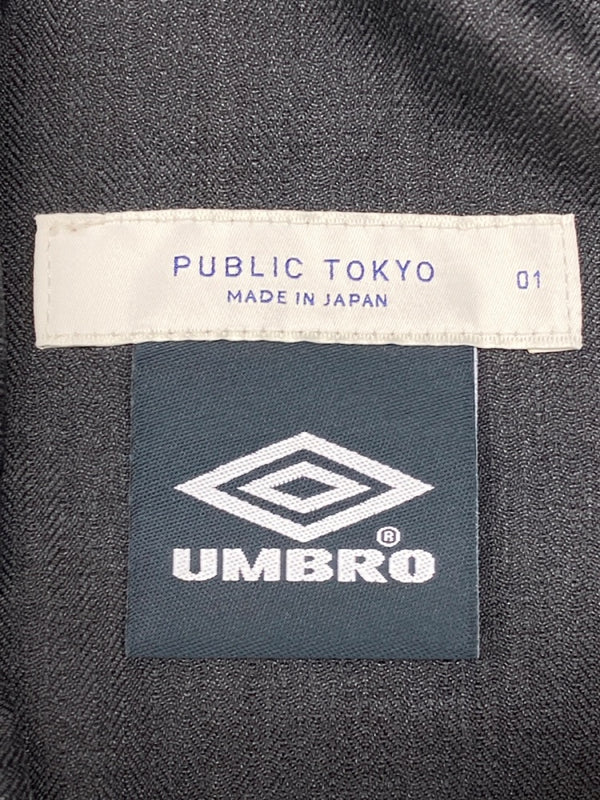 PUBLIC TOKYO 01
MADE IN JAPAN
®
UMBRO